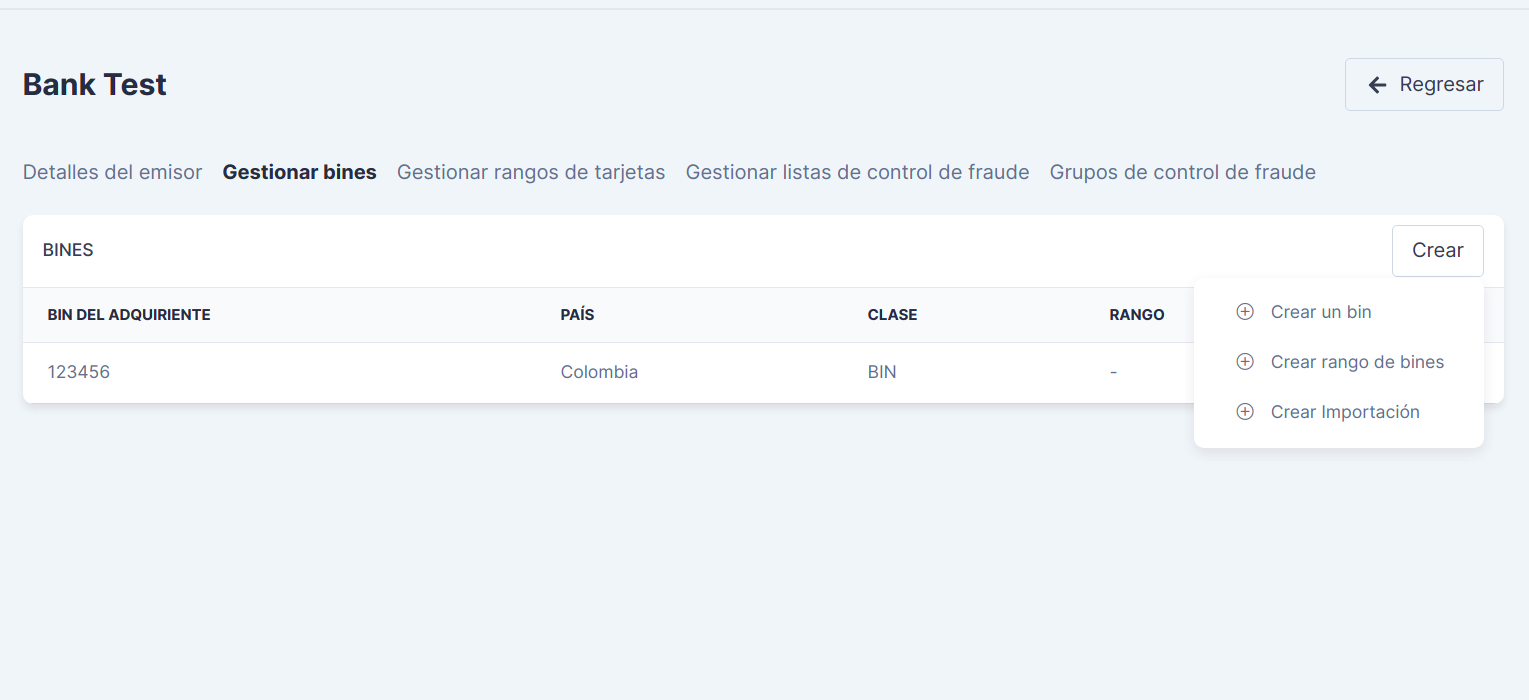 Bank Test
Regresar
Detalles del emisor Gestionar bines Gestionar rangos de tarjetas Gestionar listas de control de fraude Grupos de control de fraude
BINES
Crear
BIN DEL ADQUIRIENTE PAÍS CLASE RANGO
123456 Colombia BIN -
Crear un bin
Crear rango de bines
Crear Importación